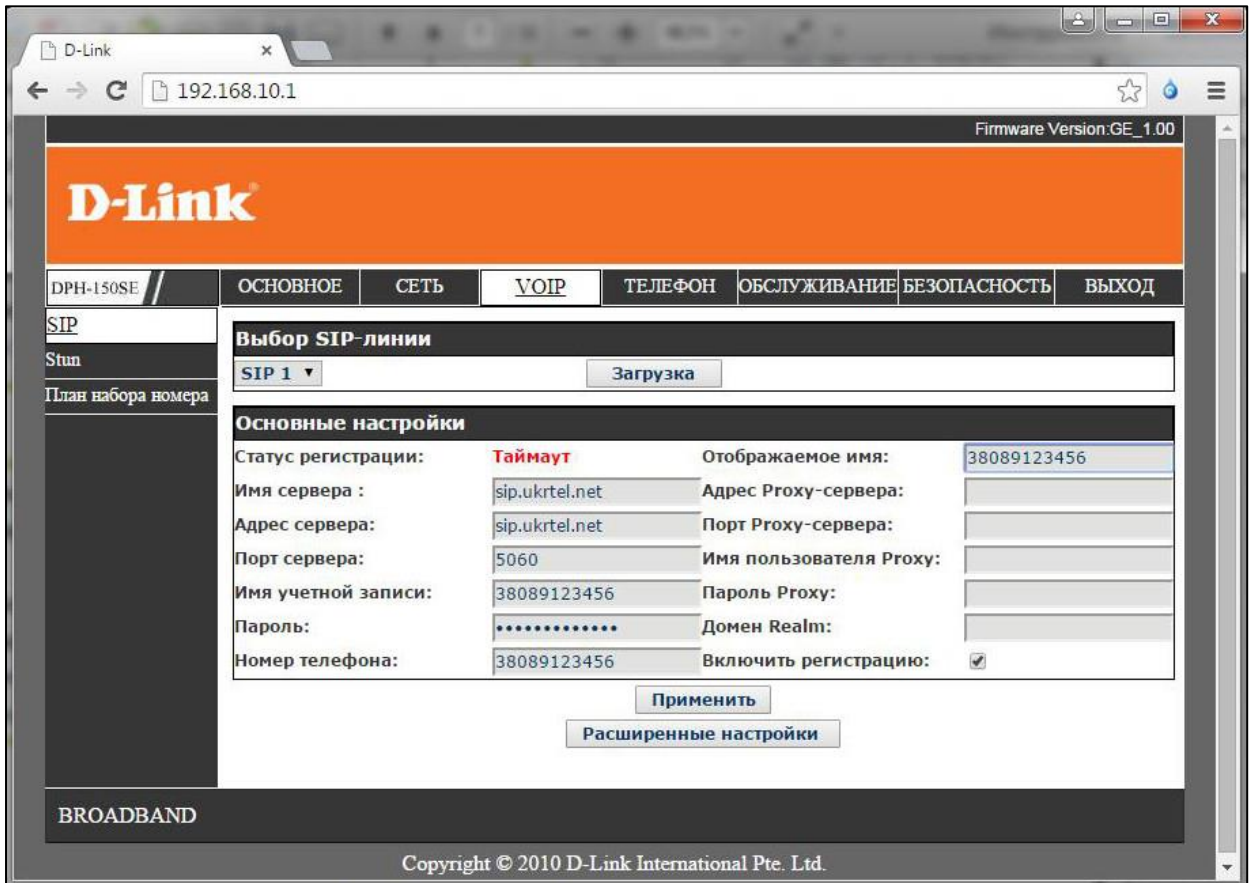 D-Link
192.168.10.1
Firmware Version:GE_1.00
D-Link
DPH-150SE ОСНОВНОЕ СЕТЬ VOIP ТЕЛЕФОН ОБСЛУЖИВАНИЕ БЕЗОПАСНОСТЬ ВЫХОД
SIP
Stun
План набора номера
Выбор SIP-линии
SIP 1 Загрузка
Основные настройки
Статус регистрации: Таймаут Отображаемое имя: 38089123456
Имя сервера : sip.ukrtel.net Адрес Proxy-сервера:
Адрес сервера: sip.ukrtel.net Порт Proxy-сервера:
Порт сервера: 5060 Имя пользователя Proxy:
Имя учетной записи: 38089123456 Пароль Proxy:
Пароль: ••••••••••••• Домен Realm:
Номер телефона: 38089123456 Включить регистрацию:
Применить
Расширенные настройки
BROADBAND
Copyright © 2010 D-Link International Pte. Ltd.